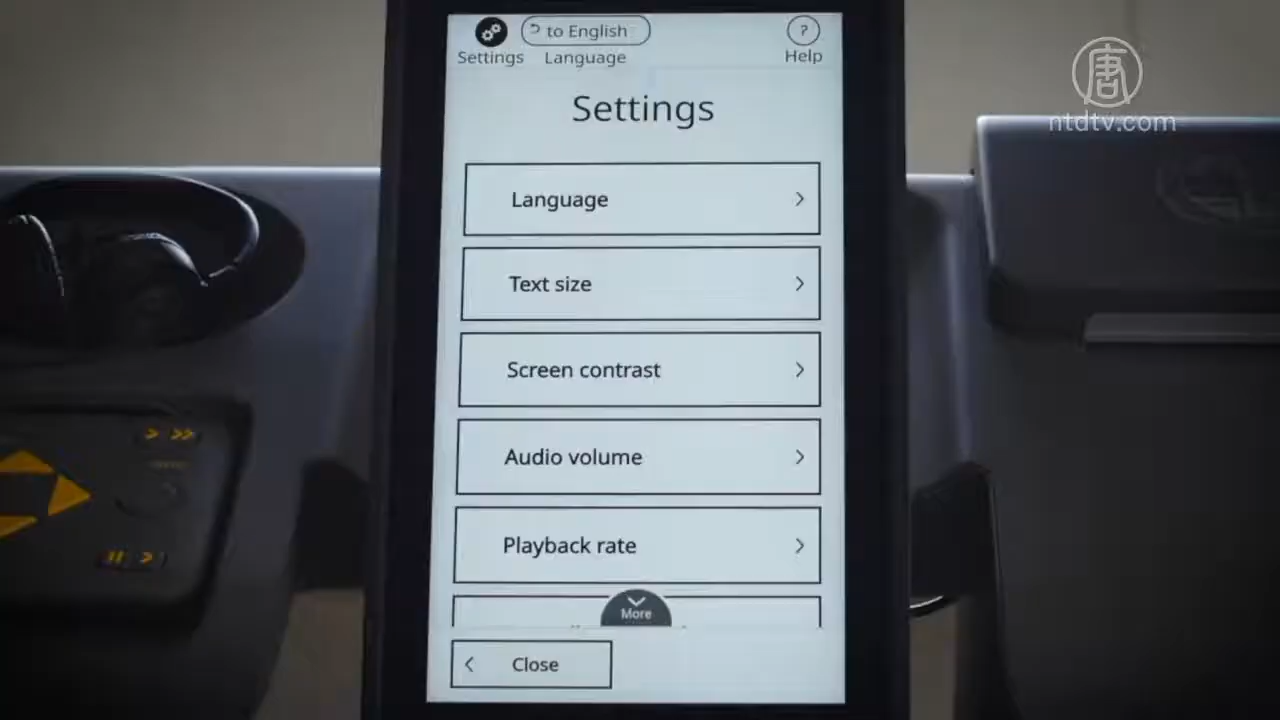 to English
Settings
Language
?
Help
唐
ntdtv.com
Settings
Language
Text size
Screen contrast
Audio volume
Playback rate
More
Close